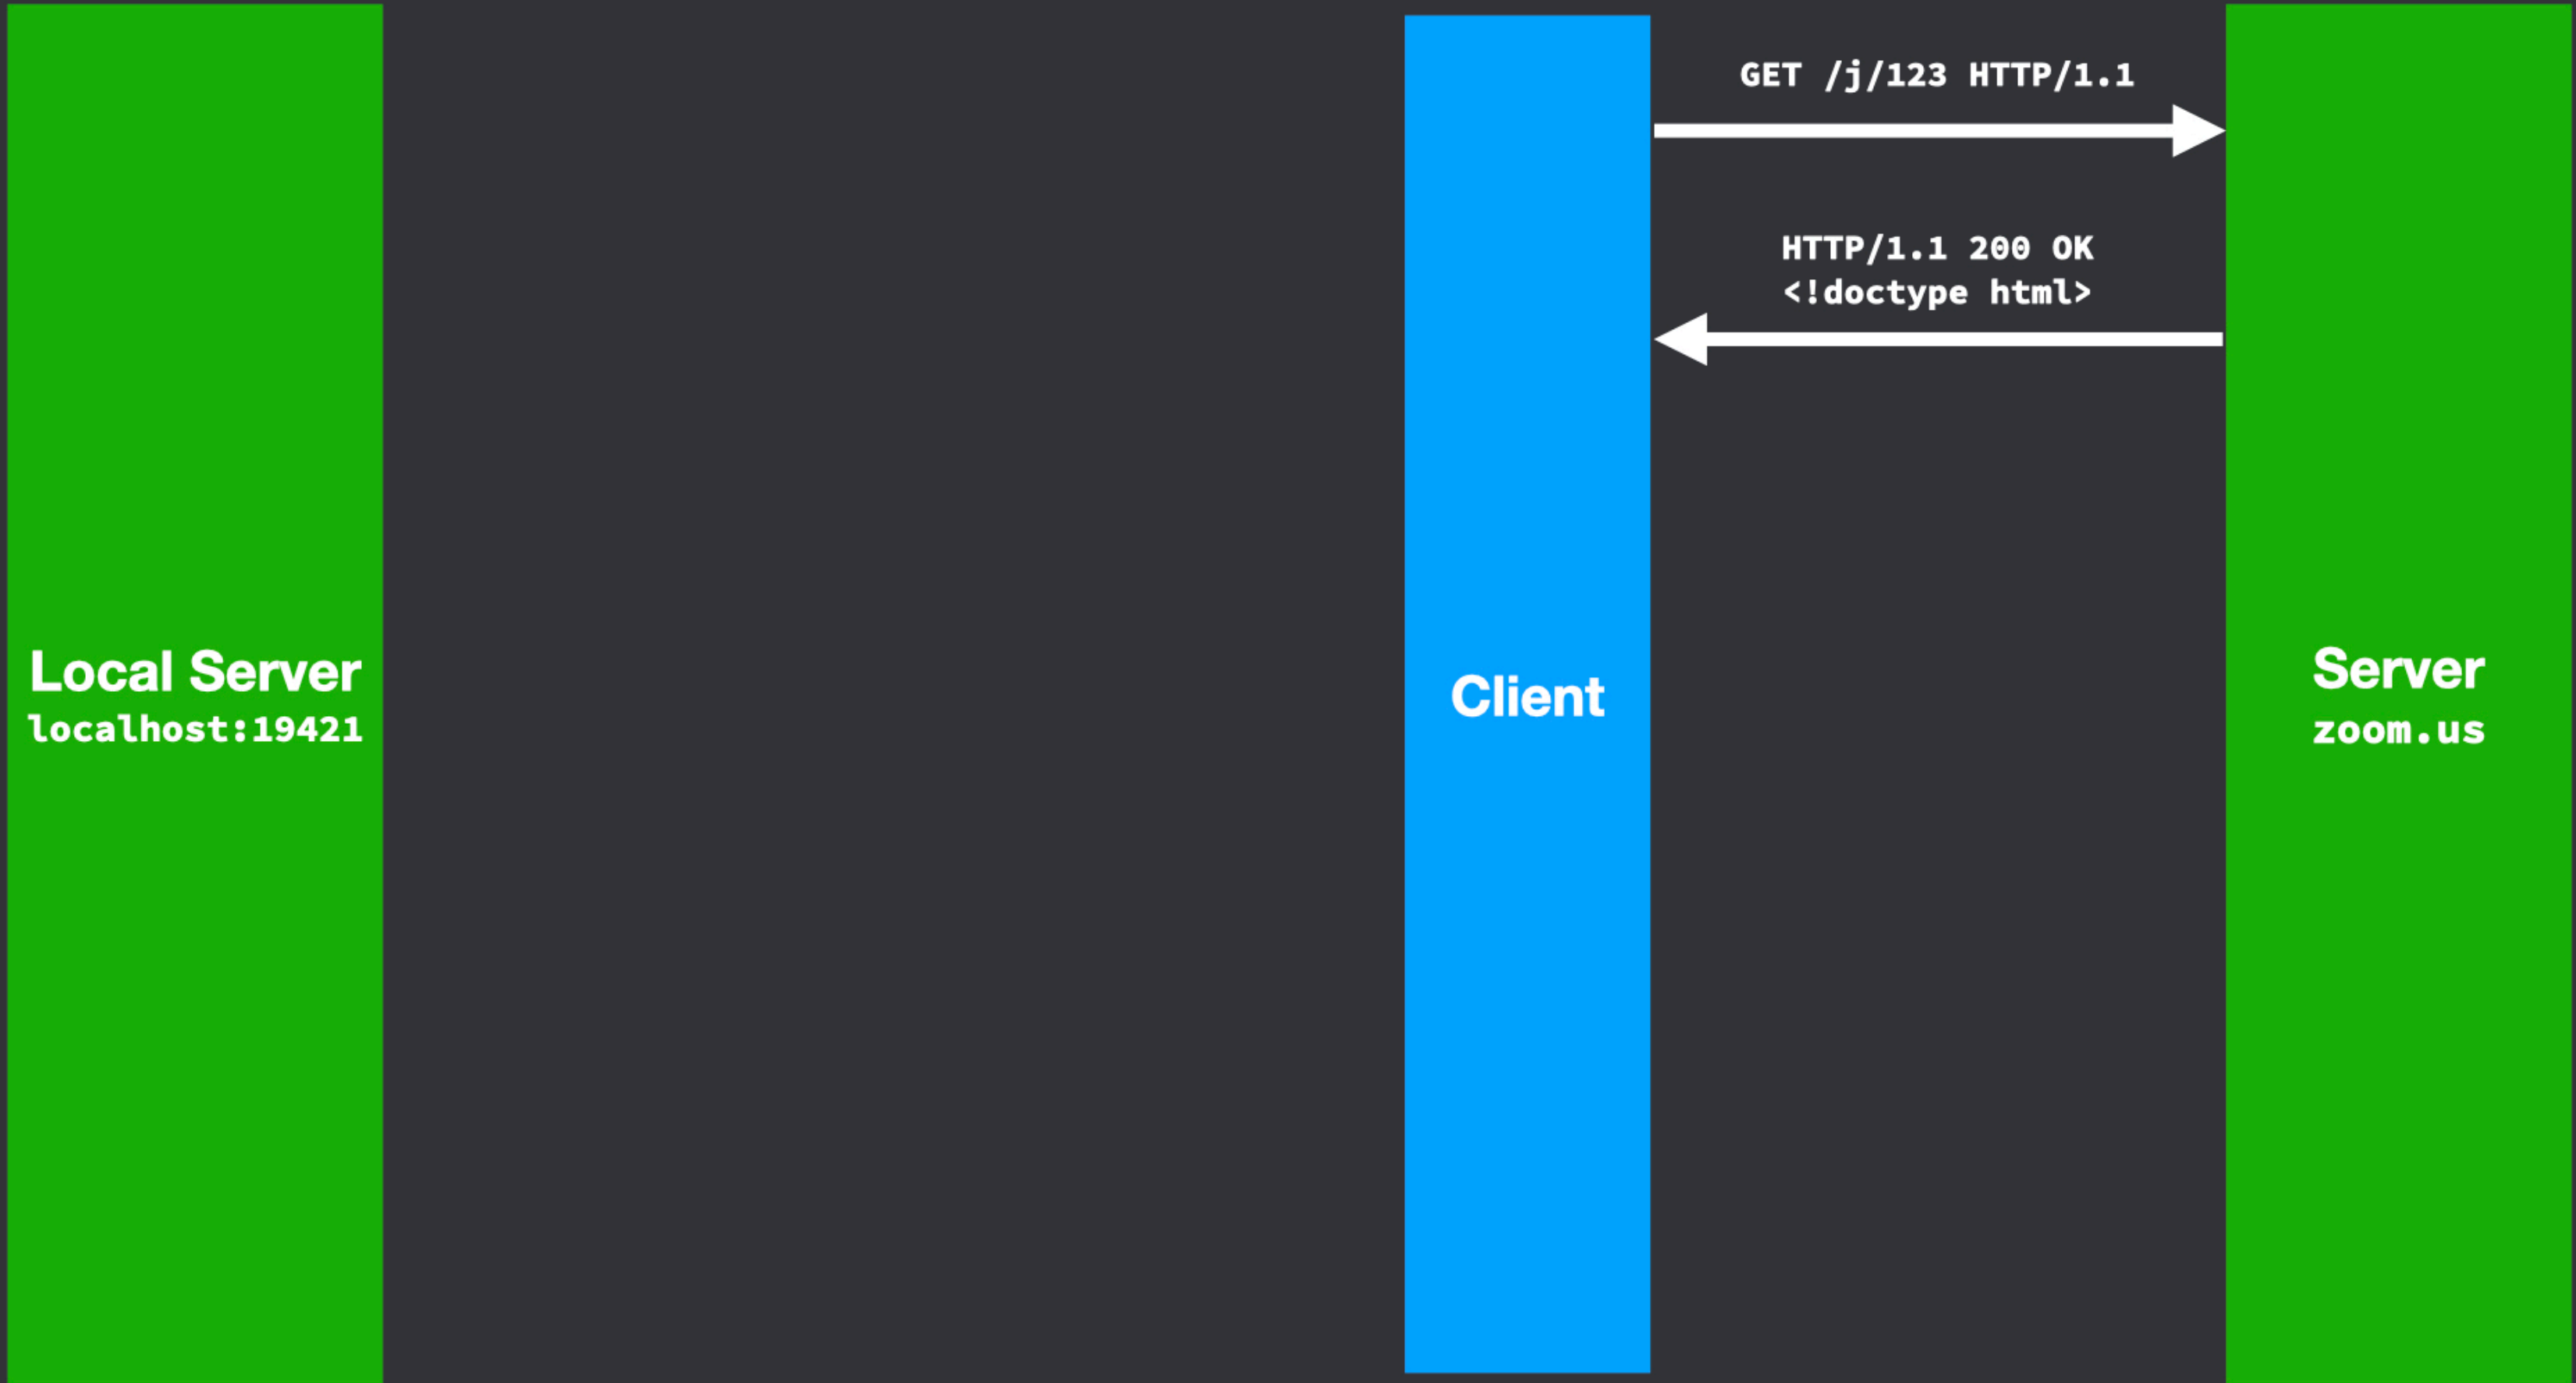 GET /j/123 HTTP/1.1
HTTP/1.1 200 OK
<!doctype html>
Local Server
localhost:19421
Client
Server
zoom.us